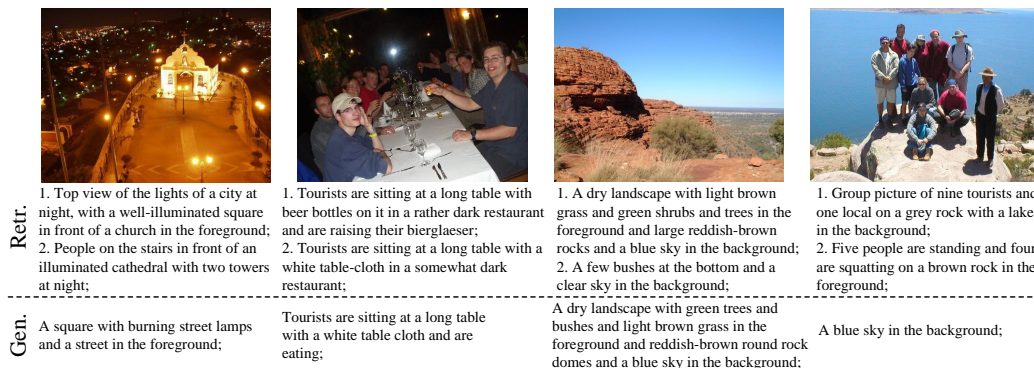 Retr.
1. Top view of the lights of a city at
night, with a well-illuminated square
in front of a church in the foreground;
2. People on the stairs in front of an
illuminated cathedral with two towers
at night;
1. Tourists are sitting at a long table with
beer bottles on it in a rather dark restaurant
and are raising their bierglaeser;
2. Tourists are sitting at a long table with a
white table-cloth in a somewhat dark
restaurant;
1. A dry landscape with light brown
grass and green shrubs and trees in the
foreground and large reddish-brown
rocks and a blue sky in the background;
2. A few bushes at the bottom and a
clear sky in the background;
1. Group picture of nine tourists and
one local on a grey rock with a lake
in the background;
2. Five people are standing and four
are squatting on a brown rock in the
foreground;
Gen.
A square with burning street lamps
and a street in the foreground;
Tourists are sitting at a long table
with a white table cloth and are
eating;
A dry landscape with green trees and
bushes and light brown grass in the
foreground and reddish-brown round rock
domes and a blue sky in the background;
A blue sky in the background;